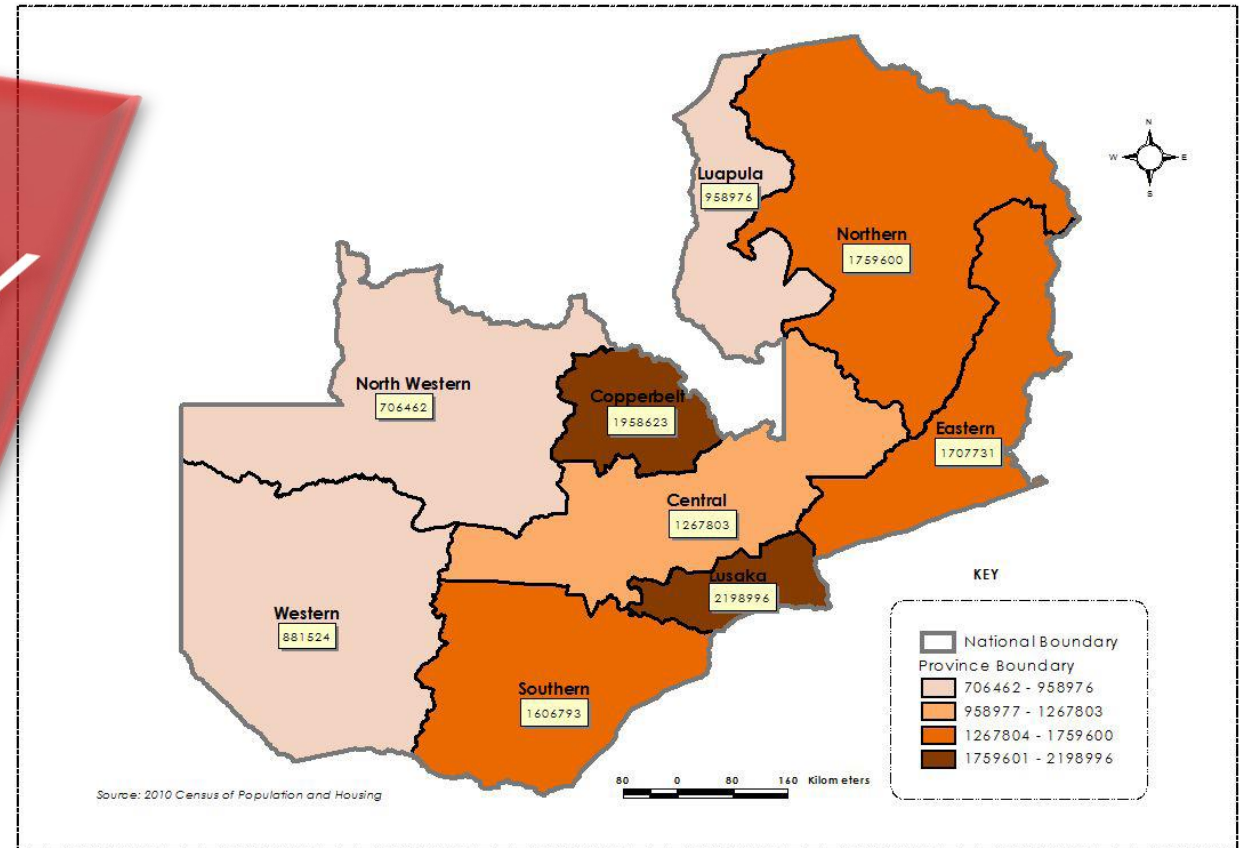 N
W E
S
Luapula
958976
Northern
1759600
North Western
706462
Copperbelt
1958623
Eastern
1707731
Central
1267803
Lusaka
2198996
Western
881524
Southern
1606793
KEY
National Boundary
Province Boundary
706462 - 958976
958977 - 1267803
1267804 - 1759600
1759601 - 2198996
80 0 80 160 Kilometers
Source: 2010 Census of Population and Housing